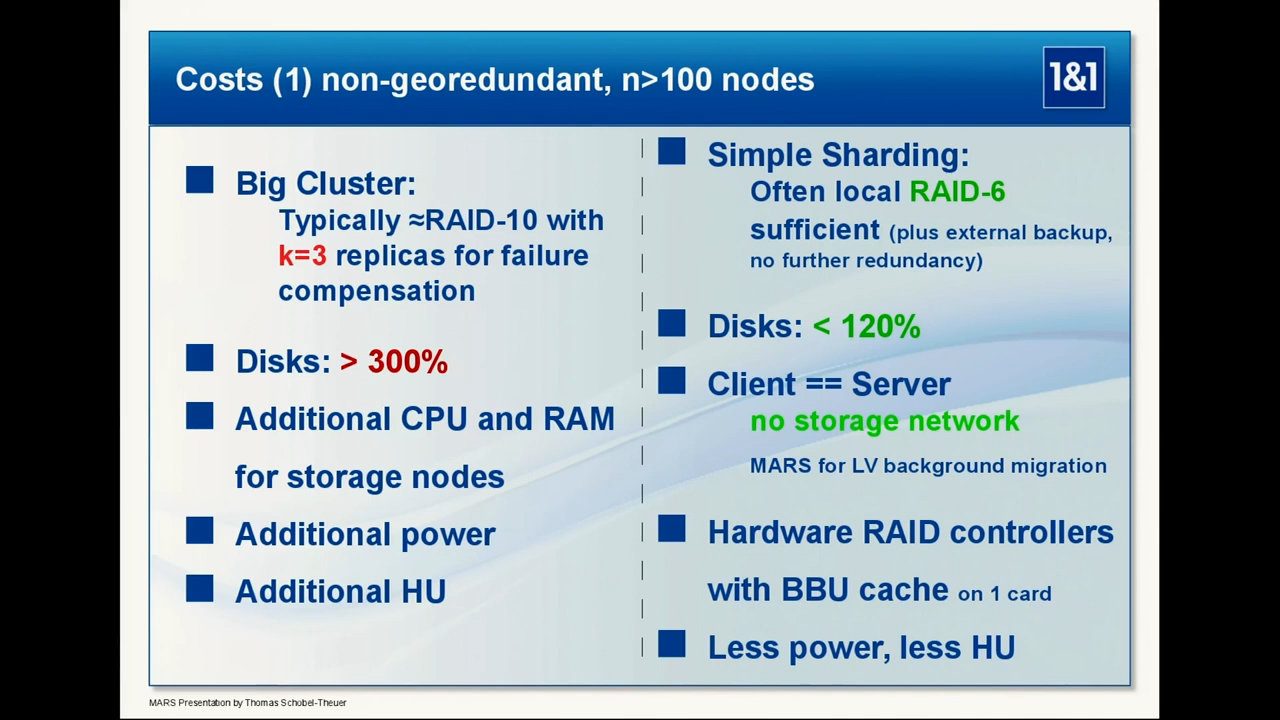 Costs (1) non-georedundant, n>100 nodes
1&1
Big Cluster:
Typically ≈RAID-10 with
k=3 replicas for failure
compensation
Disks: > 300%
Additional CPU and RAM
for storage nodes
Additional power
Additional HU
Simple Sharding:
Often local RAID-6
sufficient (plus external backup,
no further redundancy)
Disks: < 120%
Client == Server
no storage network
MARS for LV background migration
Hardware RAID controllers
with BBU cache on 1 card
Less power, less HU
MARS Presentation by Thomas Schöbel-Theuer